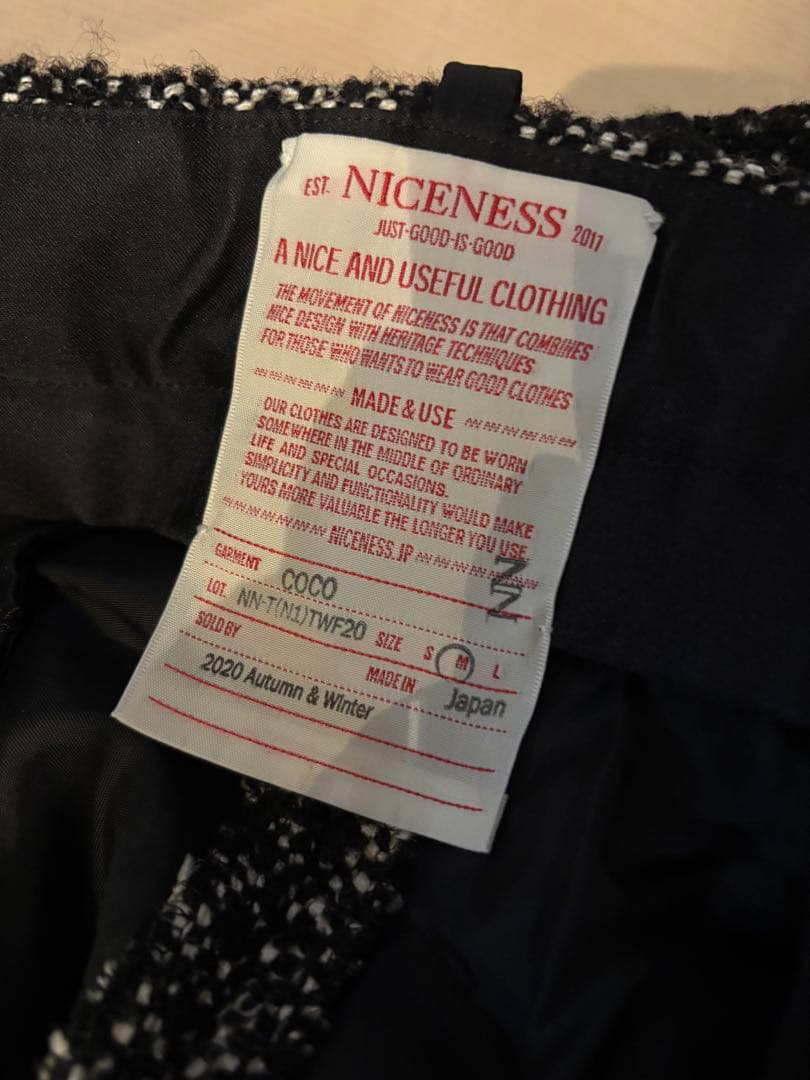 EST. NICENESS 2017
JUST-GOOD-IS-GOOD
A NICE AND USEFUL CLOTHING
THE MOVEMENT OF NICENESS IS THAT COMBINES
NICE DESIGN WITH HERITAGE TECHNIQUES
FOR THOSE WHO WANTS TO WEAR GOOD CLOTHES
MADE & USE
OUR CLOTHES ARE DESIGNED TO BE WORN
SOMEWHERE IN THE MIDDLE OF ORDINARY
LIFE AND SPECIAL OCCASIONS.
SIMPLICITY AND FUNCTIONALITY WOULD MAKE
YOURS MORE VALUABLE THE LONGER YOU USE.
NICENESS.JP
NN
GARMENT COCO
LOT. NN-T(N1)TWF20 SIZE S M L
SOLD BY MADE IN Japan
2020 Autumn & Winter